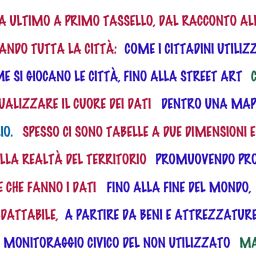 A ULTIMO A PRIMO TASSELLO, DAL RACCONTO AL
ANDO TUTTA LA CITTÀ: COME I CITTADINI UTILIZZ
ME SI GIOCANO LE CITTÀ, FINO ALLA STREET ART
UALIZZARE IL CUORE DEI DATI DENTRO UNA MAP
IO. SPESSO CI SONO TABELLE A DUE DIMENSIONI E
LLA REALTÀ DEL TERRITORIO PROMUOVENDO PRO
E CHE FANNO I DATI FINO ALLA FINE DEL MONDO,
DATTABILE, A PARTIRE DA BENI E ATTREZZATURE
MONITORAGGIO CIVICO DEL NON UTILIZZATO MA